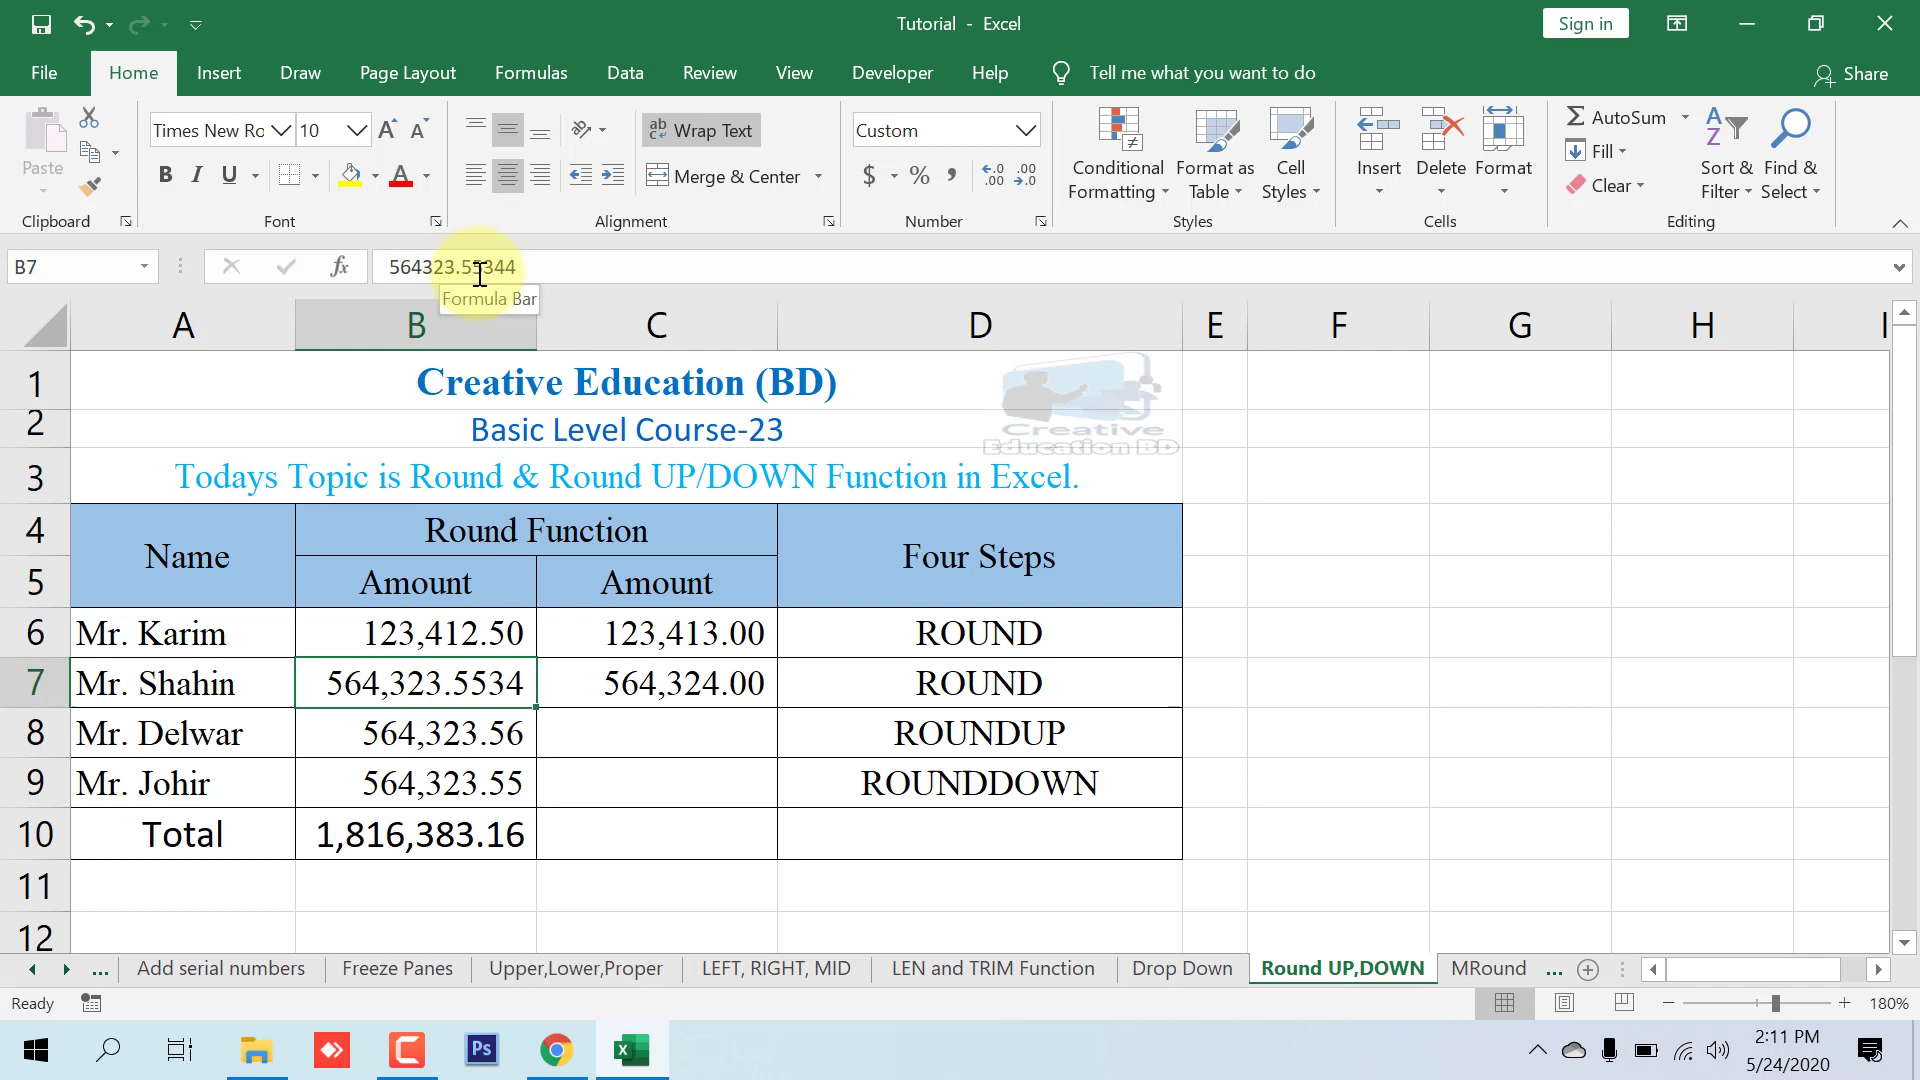 Tutorial - Excel
Sign in
File Home Insert Draw Page Layout Formulas Data Review View Developer Help Tell me what you want to do Share
Times New Ro 10 Wrap Text Custom AutoSum
Paste Conditional Formatting Format as Table Cell Styles Insert Delete Format Fill Sort & Filter Find & Select
B I U Merge & Center $ % Clear
Clipboard Font Alignment Number Styles Cells Editing
B7 fx 564323.55344
Formula Bar
A B C D E F G H I
1 Creative Education (BD)
2 Basic Level Course-23
Creative
Education BD
3 Todays Topic is Round & Round UP/DOWN Function in Excel.
4 Name Round Function Four Steps
5 Amount Amount
6 Mr. Karim 123,412.50 123,413.00 ROUND
7 Mr. Shahin 564,323.5534 564,324.00 ROUND
8 Mr. Delwar 564,323.56 ROUNDUP
9 Mr. Johir 564,323.55 ROUNDDOWN
10 Total 1,816,383.16
11
12
... Add serial numbers Freeze Panes Upper,Lower,Proper LEFT, RIGHT, MID LEN and TRIM Function Drop Down Round UP,DOWN MRound ...
Ready 180%
Ps 2:11 PM
5/24/2020